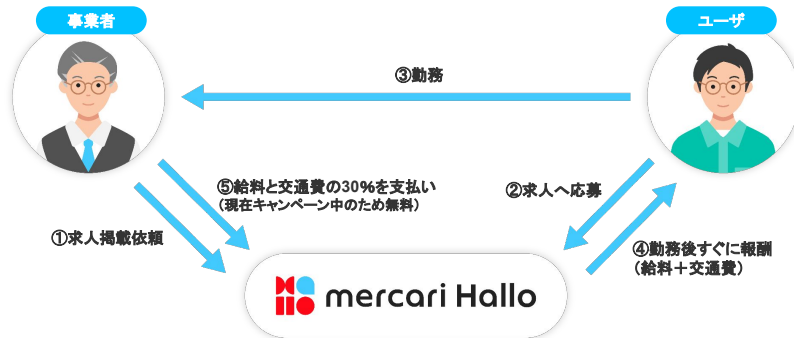 事業者
ユーザ
③勤務
⑤給料と交通費の30%を支払い
（現在キャンペーン中のため無料）
②求人へ応募
①求人掲載依頼
④勤務後すぐに報酬
（給料＋交通費）
mercari Hallo